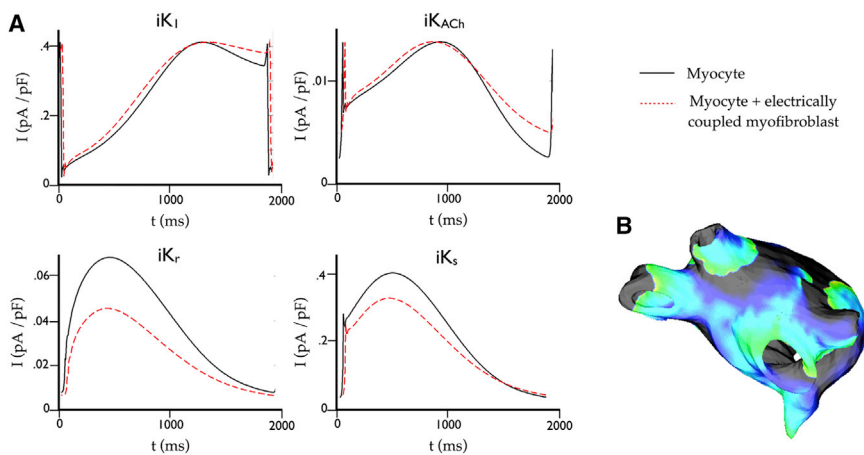 A
iK1
iKACh
I (pA / pF)
.4
.2
0
0
1000
2000
t (ms)
I (pA / pF)
.01
0
0
1000
2000
t (ms)
Myocyte
Myocyte + electrically
coupled myofibroblast
iKr
iKs
I (pA / pF)
.06
.04
.02
0
1000
2000
t (ms)
I (pA / pF)
.4
.2
0
0
1000
2000
t (ms)
B